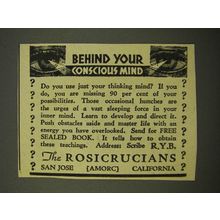 BEHIND YOUR
CONSCIOUS MIND
Do you use just your thinking mind? If
you do, you are missing 90 per cent of your
possibilities. Those occasional hunches are
the urges of a vast sleeping force in your
inner mind. Learn to develop and direct it.
Push obstacles aside and master life with an
energy you have overlooked. Send for FREE
SEALED BOOK. It tells how to obtain
these teachings. Address: Scribe R.Y.B.
The ROSICRUCIANS
SAN JOSE [AMORC] CALIFORNIA
? ? ? ? ? ? ? ? ? ?